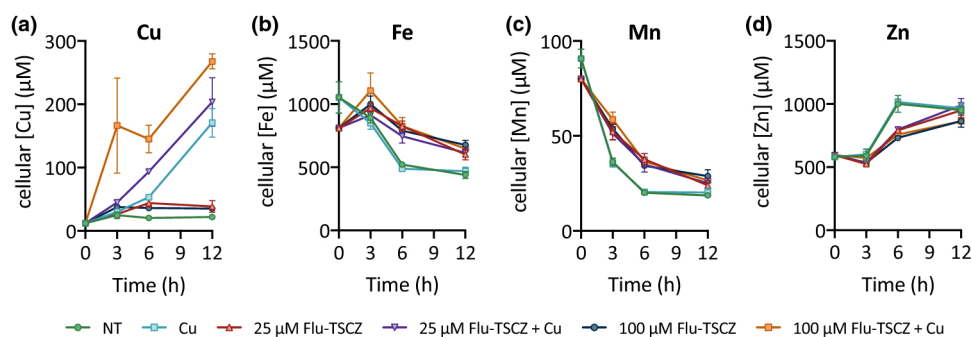 (a) Cu
cellular [Cu] (µM)
300
200
100
0
0 3 6 9 12
Time (h)
(b) Fe
cellular [Fe] (µM)
1500
1000
500
0
0 3 6 9 12
Time (h)
(c) Mn
cellular [Mn] (µM)
100
50
0
0 3 6 9 12
Time (h)
(d) Zn
cellular [Zn] (µM)
1500
1000
500
0
0 3 6 9 12
Time (h)
NT Cu 25 µM Flu-TSCZ 25 µM Flu-TSCZ + Cu 100 µM Flu-TSCZ 100 µM Flu-TSCZ + Cu